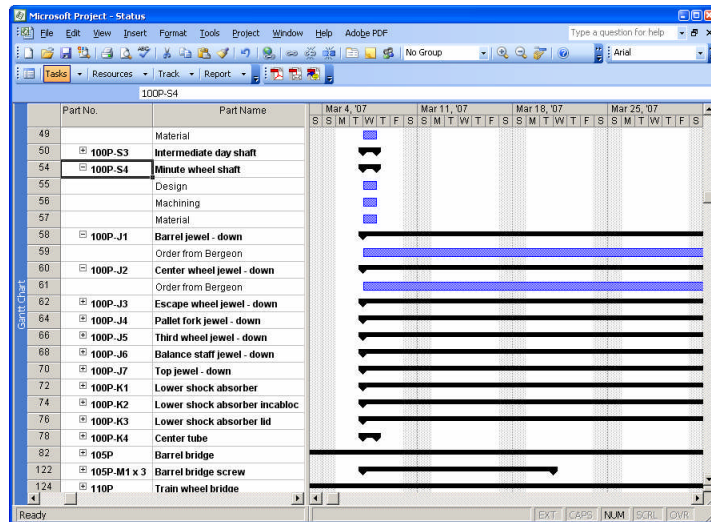 Microsoft Project - Status
File Edit View Insert Format Tools Project Window Help Adobe PDF Type a question for help
No Group Arial
Tasks Resources Track Report
100P-S4
Part No. Part Name Mar 4, '07 Mar 11, '07 Mar 18, '07 Mar 25, '07
S S M T W T F S S M T W T F S S M T W T F S S M T W T F S
49 Material
50 100P-S3 Intermediate day shaft
54 100P-S4 Minute wheel shaft
55 Design
56 Machining
57 Material
58 100P-J1 Barrel jewel - down
59 Order from Bergeon
60 100P-J2 Center wheel jewel - down
61 Order from Bergeon
62 100P-J3 Escape wheel jewel - down
64 100P-J4 Pallet fork jewel - down
66 100P-J5 Third wheel jewel - down
68 100P-J6 Balance staff jewel - down
70 100P-J7 Top jewel - down
72 100P-K1 Lower shock absorber
74 100P-K2 Lower shock absorber incabloc
76 100P-K3 Lower shock absorber lid
78 100P-K4 Center tube
82 105P Barrel bridge
122 105P-M1 x 3 Barrel bridge screw
124 110P Train wheel bridge
Gantt Chart
Ready EXT CAPS NUM SCRL OVR